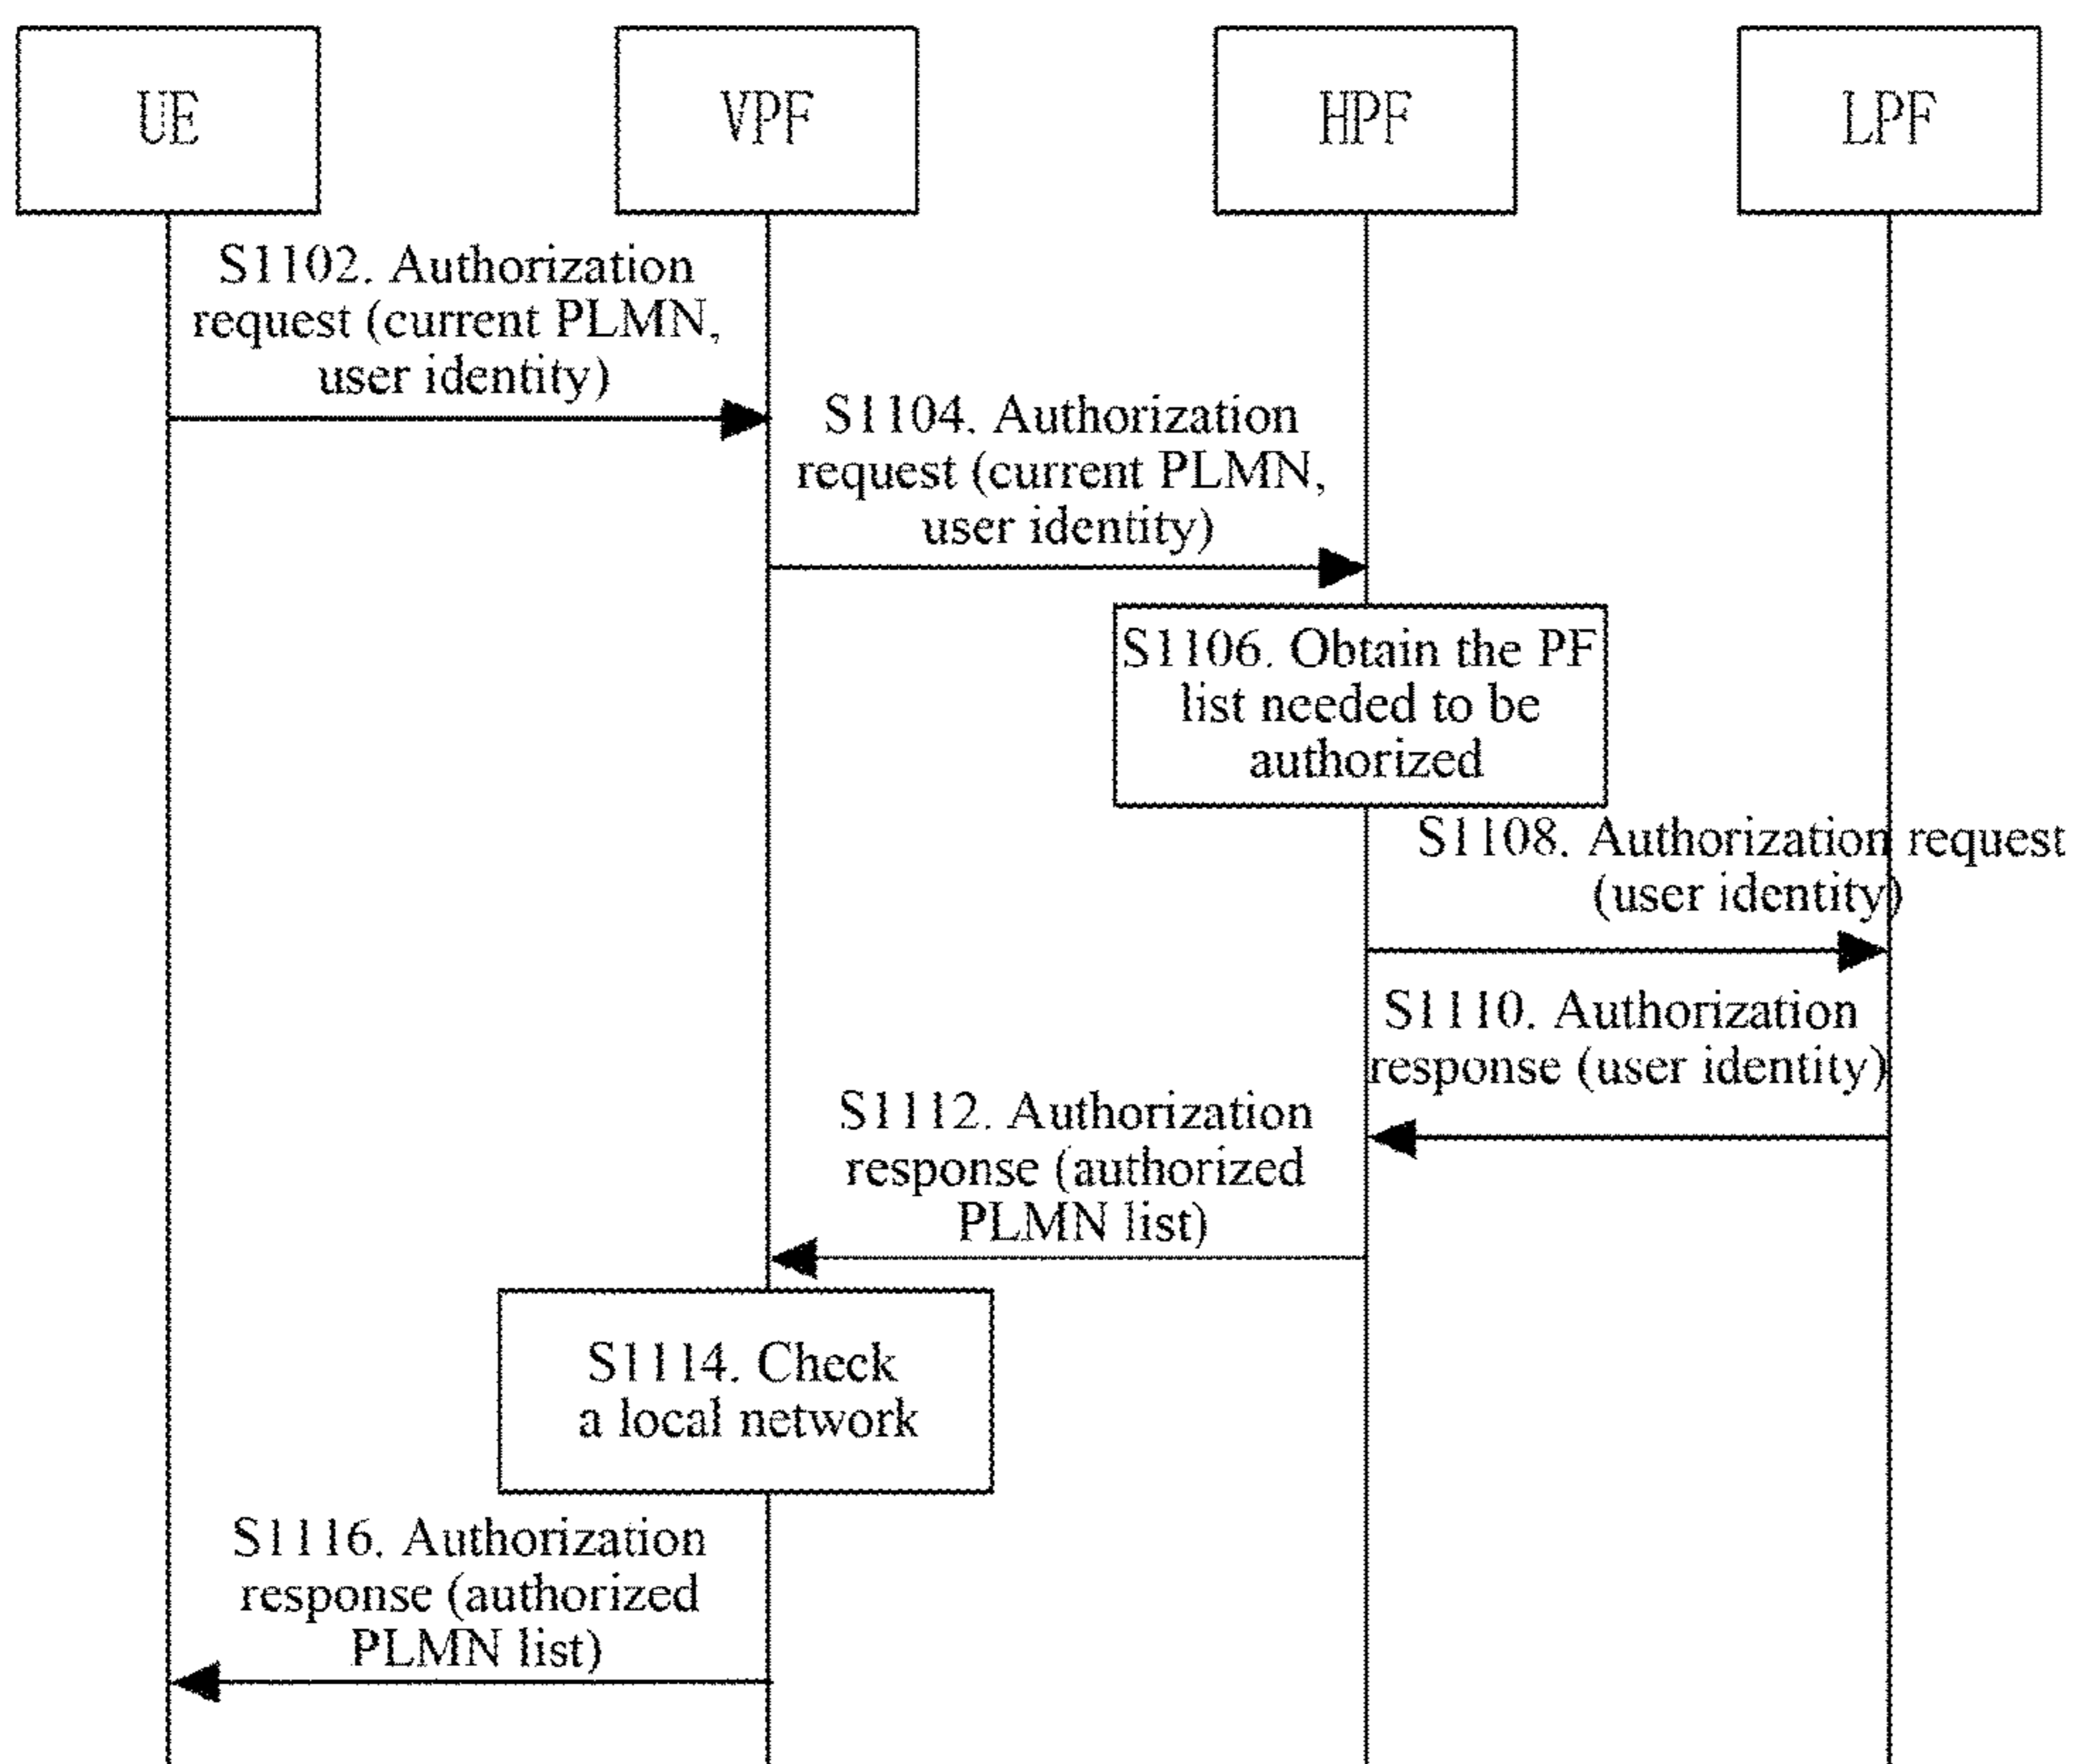 UE
VPF
HPF
LPF
S1102. Authorization
request (current PLMN,
user identity)
S1104. Authorization
request (current PLMN,
user identity)
S1106. Obtain the PF
list needed to be
authorized
S1108. Authorization request
(user identity)
S1110. Authorization
response (user identity)
S1112. Authorization
response (authorized
PLMN list)
S1114. Check
a local network
S1116. Authorization
response (authorized
PLMN list)